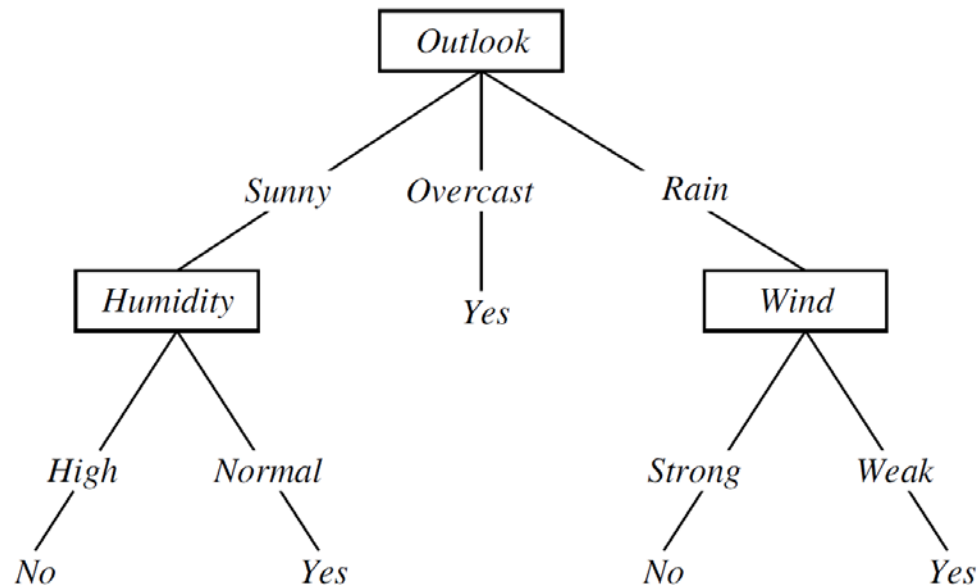 Outlook
Sunny Overcast Rain
Humidity Yes Wind
High Normal Strong Weak
No Yes No Yes